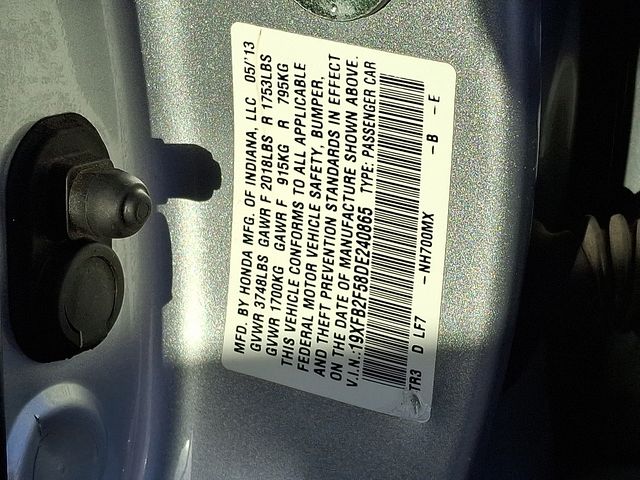 MFD. BY HONDA MFG. OF INDIANA, LLC 05/'13
GVWR 3748LBS GAWR F 2018LBS R 1753LBS
GVWR 1700KG GAWR F 915KG R 795KG
THIS VEHICLE CONFORMS TO ALL APPLICABLE
FEDERAL MOTOR VEHICLE SAFETY, BUMPER,
AND THEFT PREVENTION STANDARDS IN EFFECT
ON THE DATE OF MANUFACTURE SHOWN ABOVE.
V.I.N.:19XFB2F58DE240865 TYPE: PASSENGER CAR
TR3 D LF7 - NH700MX - B - E